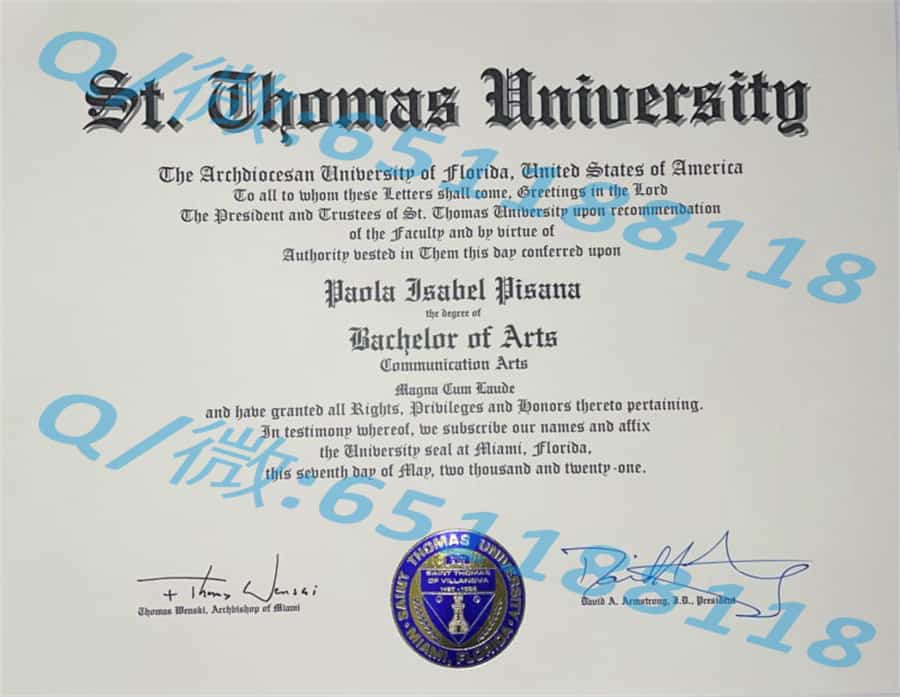 Q/微:651188118
St. Thomas University
The Archdiocesan University of Florida, United States of America
To all to whom these Letters shall come, Greetings in the Lord
The President and Trustees of St. Thomas University upon recommendation
of the Faculty and by virtue of
Authority vested in Them this day conferred upon
Paola Isabel Pisana
the degree of
Bachelor of Arts
Communication Arts
Magna Cum Laude
and have granted all Rights, Privileges and Honors thereto pertaining.
In testimony whereof, we subscribe our names and affix
the University seal at Miami, Florida,
this seventh day of May, two thousand and twenty-one.
Q/微:651188118
+ Thomas Wenski
Thomas Wenski, Archbishop of Miami
SAINT THOMAS UNIVERSITY
SAINT THOMAS
OF VILLANOVA
MIAMI, FLORIDA
David A. Armstrong, J.D., President